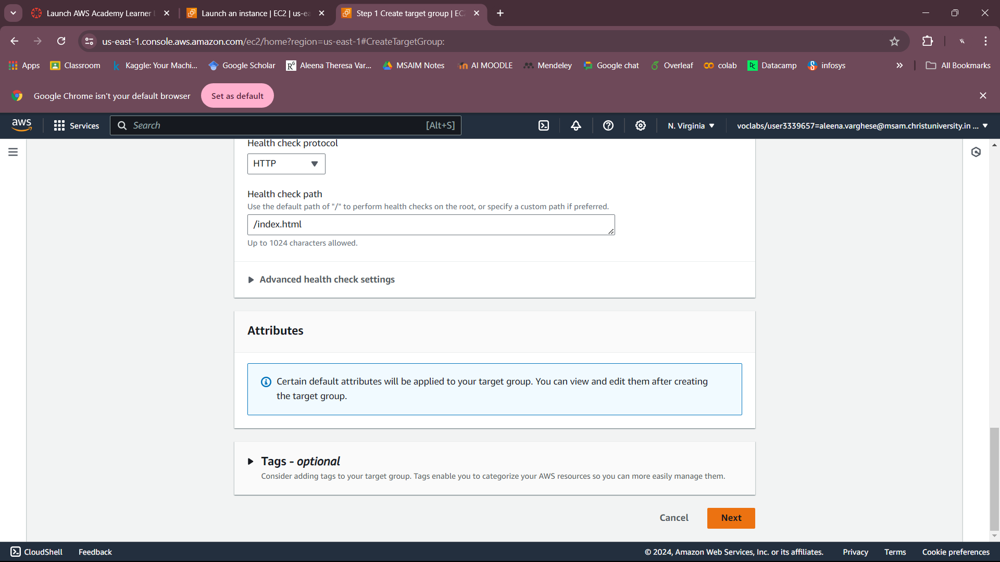 Launch AWS Academy Learner L
Launch an instance | EC2 | us-ea
Step 1 Create target group | EC2
us-east-1.console.aws.amazon.com/ec2/home?region=us-east-1#CreateTargetGroup:
Apps
Classroom
Kaggle: Your Machi...
Google Scholar
Aleena Theresa Var...
MSAIM Notes
AI MOODLE
Mendeley
Google chat
Overleaf
colab
Datacamp
infosys
All Bookmarks
Google Chrome isn't your default browser
Set as default
aws
Services
Search
[Alt+S]
N. Virginia
voclabs/user3339657=aleena.varghese@msam.christuniversity.in ...
Health check protocol
HTTP
Health check path
Use the default path of "/" to perform health checks on the root, or specify a custom path if preferred.
/index.html
Up to 1024 characters allowed.
Advanced health check settings
Attributes
Certain default attributes will be applied to your target group. You can view and edit them after creating
the target group.
Tags - optional
Consider adding tags to your target group. Tags enable you to categorize your AWS resources so you can more easily manage them.
Cancel
Next
CloudShell
Feedback
© 2024, Amazon Web Services, Inc. or its affiliates.
Privacy
Terms
Cookie preferences